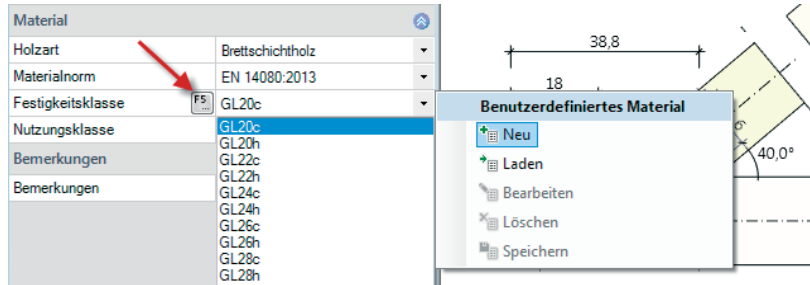 Material
Holzart
Brettschichtholz
Materialnorm
EN 14080:2013
Festigkeitsklasse
F5
...
GL20c
Nutzungsklasse
Bemerkungen
Bemerkungen
GL20c
GL20h
GL22c
GL22h
GL24c
GL24h
GL26c
GL26h
GL28c
GL28h
Benutzerdefiniertes Material
Neu
Laden
Bearbeiten
Löschen
Speichern
38,8
18
40,0°